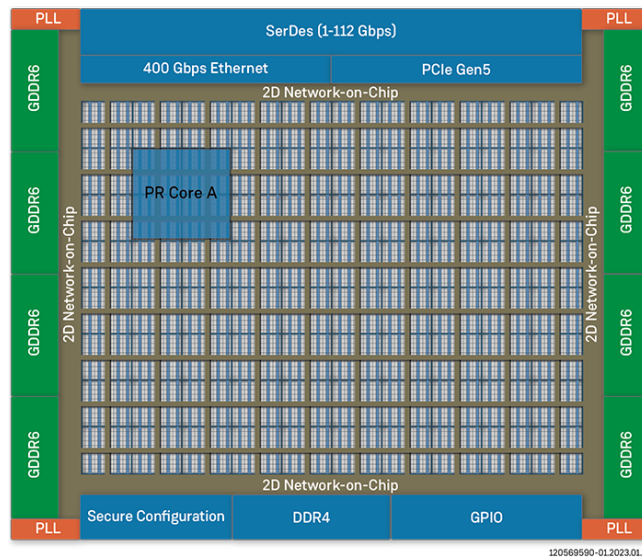 PLL
SerDes (1-112 Gbps)
PLL
400 Gbps Ethernet
PCIe Gen5
2D Network-on-Chip
GDDR6
GDDR6
GDDR6
GDDR6
2D Network-on-Chip
PR Core A
2D Network-on-Chip
GDDR6
GDDR6
GDDR6
GDDR6
2D Network-on-Chip
Secure Configuration
DDR4
GPIO
PLL
PLL
120569590-01.2023.01.